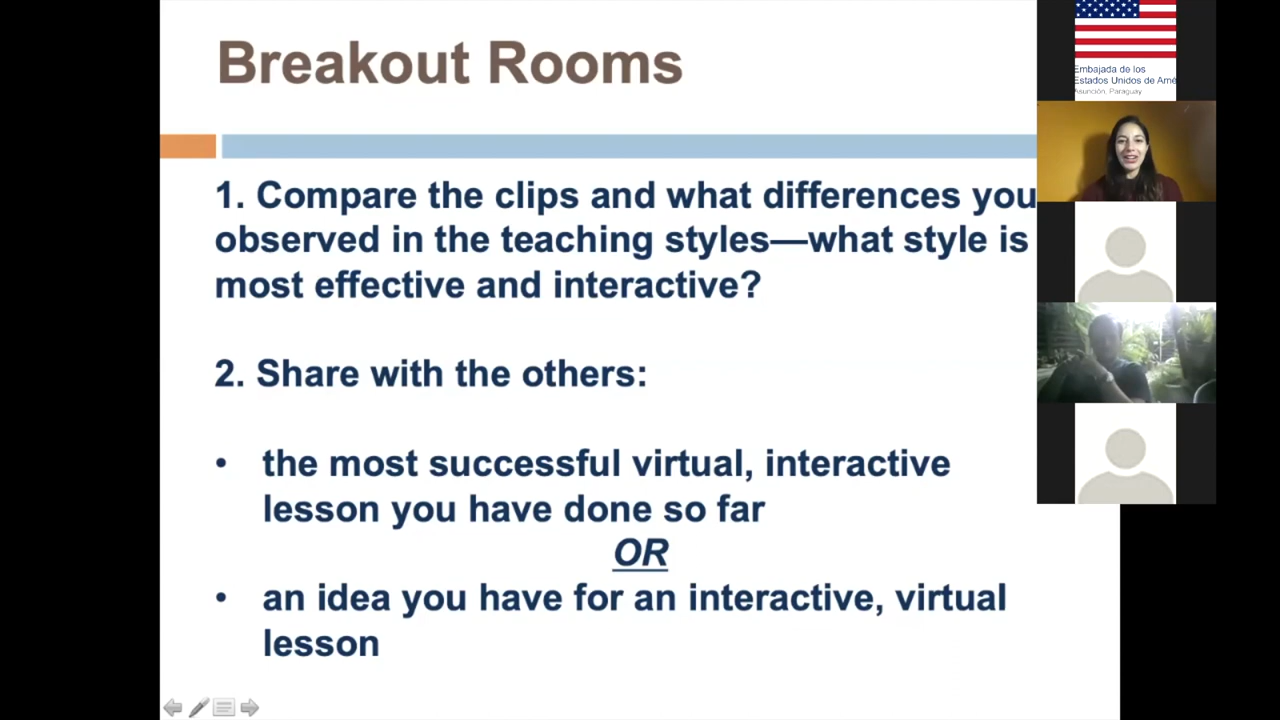 Breakout Rooms
1. Compare the clips and what differences you
observed in the teaching styles—what style is
most effective and interactive?
2. Share with the others:
• the most successful virtual, interactive
lesson you have done so far
OR
• an idea you have for an interactive, virtual
lesson
Embajada de los
Estados Unidos de Amé
Asunción, Paraguay